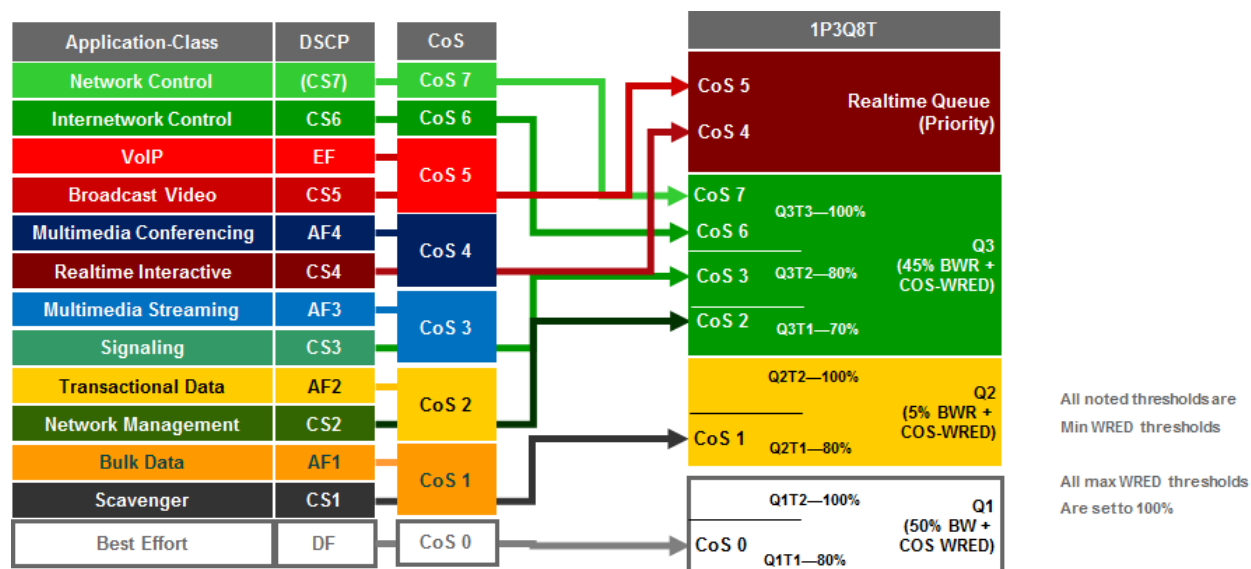 Application-Class DSCP CoS 1P3Q8T
Network Control (CS7) CoS 7
Internetwork Control CS6 CoS 6
VoIP EF CoS 5
Broadcast Video CS5
Multimedia Conferencing AF4 CoS 4
Realtime Interactive CS4
Multimedia Streaming AF3 CoS 3
Signaling CS3
Transactional Data AF2 CoS 2
Network Management CS2
Bulk Data AF1 CoS 1
Scavenger CS1
Best Effort DF CoS 0
CoS 5
CoS 4
Realtime Queue
(Priority)
CoS 7
Q3T3—100%
CoS 6
CoS 3
Q3T2—80%
CoS 2
Q3T1—70%
Q3
(45% BWR +
COS-WRED)
Q2T2—100%
CoS 1
Q2T1—80%
Q2
(5% BWR +
COS-WRED)
Q1T2—100%
CoS 0
Q1T1—80%
Q1
(50% BW +
COS WRED)
All noted thresholds are
Min WRED thresholds
All max WRED thresholds
Are set to 100%